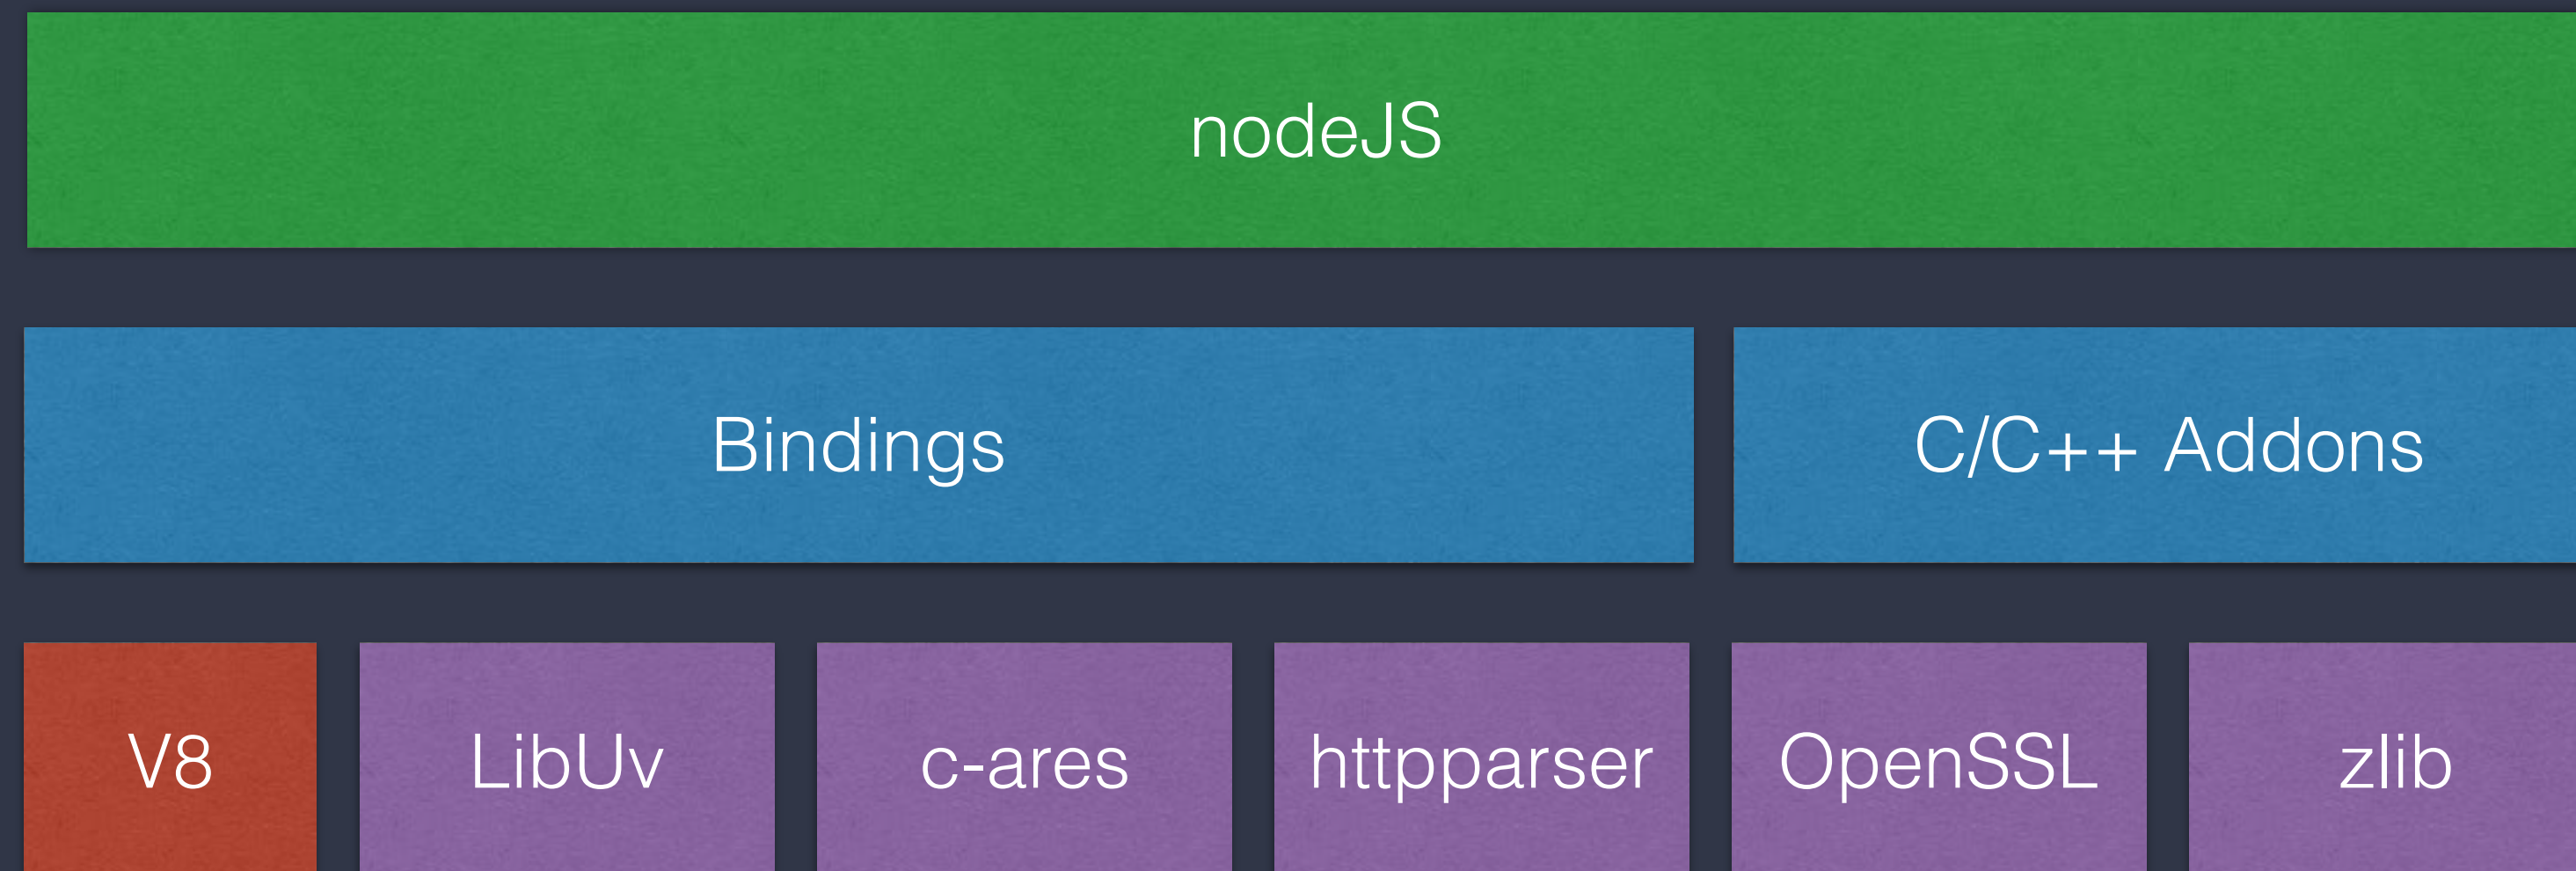 nodeJS
Bindings
C/C++ Addons
V8
LibUv
c-ares
httpparser
OpenSSL
zlib